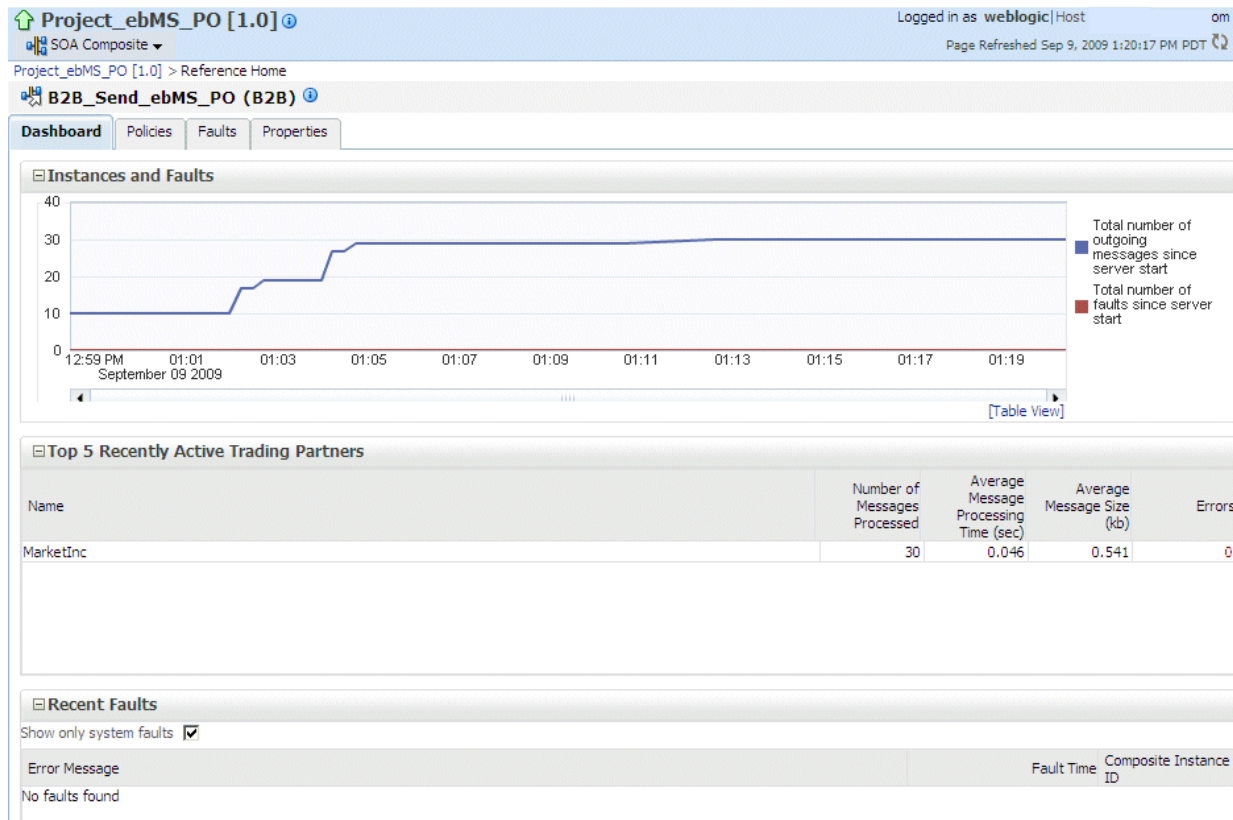 Project_ebMS_PO [1.0]
Logged in as weblogic|Host om
SOA Composite
Page Refreshed Sep 9, 2009 1:20:17 PM PDT
Project_ebMS_PO [1.0] > Reference Home
B2B_Send_ebMS_PO (B2B)
Dashboard Policies Faults Properties
Instances and Faults
40
30
20
10
0
12:59 PM 01:01 01:03 01:05 01:07 01:09 01:11 01:13 01:15 01:17 01:19
September 09 2009
Total number of
outgoing
messages since
server start
Total number of
faults since server
start
[Table View]
Top 5 Recently Active Trading Partners
Name
Number of
Messages
Processed
Average
Message
Processing
Time (sec)
Average
Message Size
(kb)
Errors
MarketInc 30 0.046 0.541 0
Recent Faults
Show only system faults
Error Message
Fault Time
Composite Instance
ID
No faults found